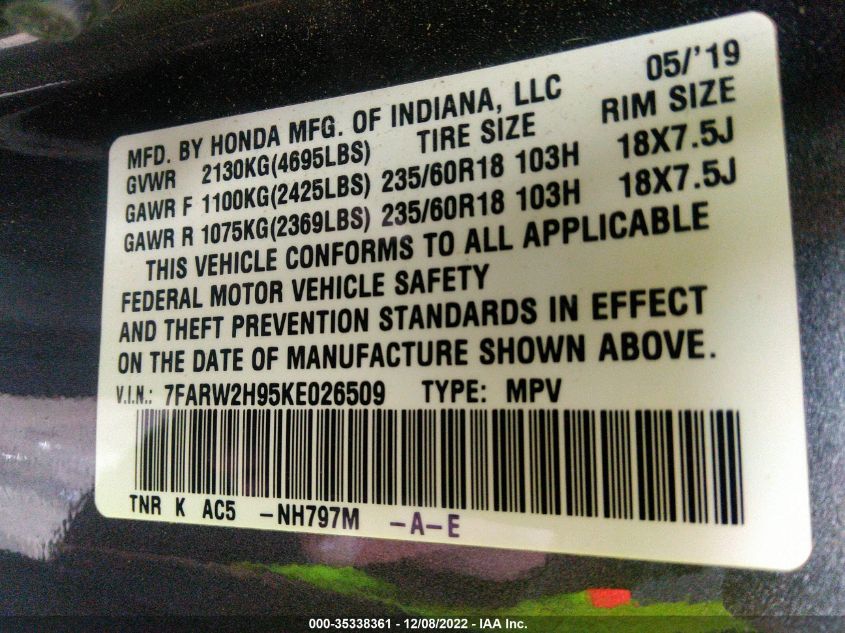 MFD. BY HONDA MFG. OF INDIANA, LLC 05/'19
GVWR 2130KG(4695LBS) TIRE SIZE RIM SIZE
GAWR F 1100KG(2425LBS) 235/60R18 103H 18X7.5J
GAWR R 1075KG(2369LBS) 235/60R18 103H 18X7.5J
THIS VEHICLE CONFORMS TO ALL APPLICABLE
FEDERAL MOTOR VEHICLE SAFETY
AND THEFT PREVENTION STANDARDS IN EFFECT
ON THE DATE OF MANUFACTURE SHOWN ABOVE.
V.I.N.: 7FARW2H95KE026509 TYPE: MPV
TNR K AC5 -NH797M -A-E
000-35338361 - 12/08/2022 - IAA Inc.